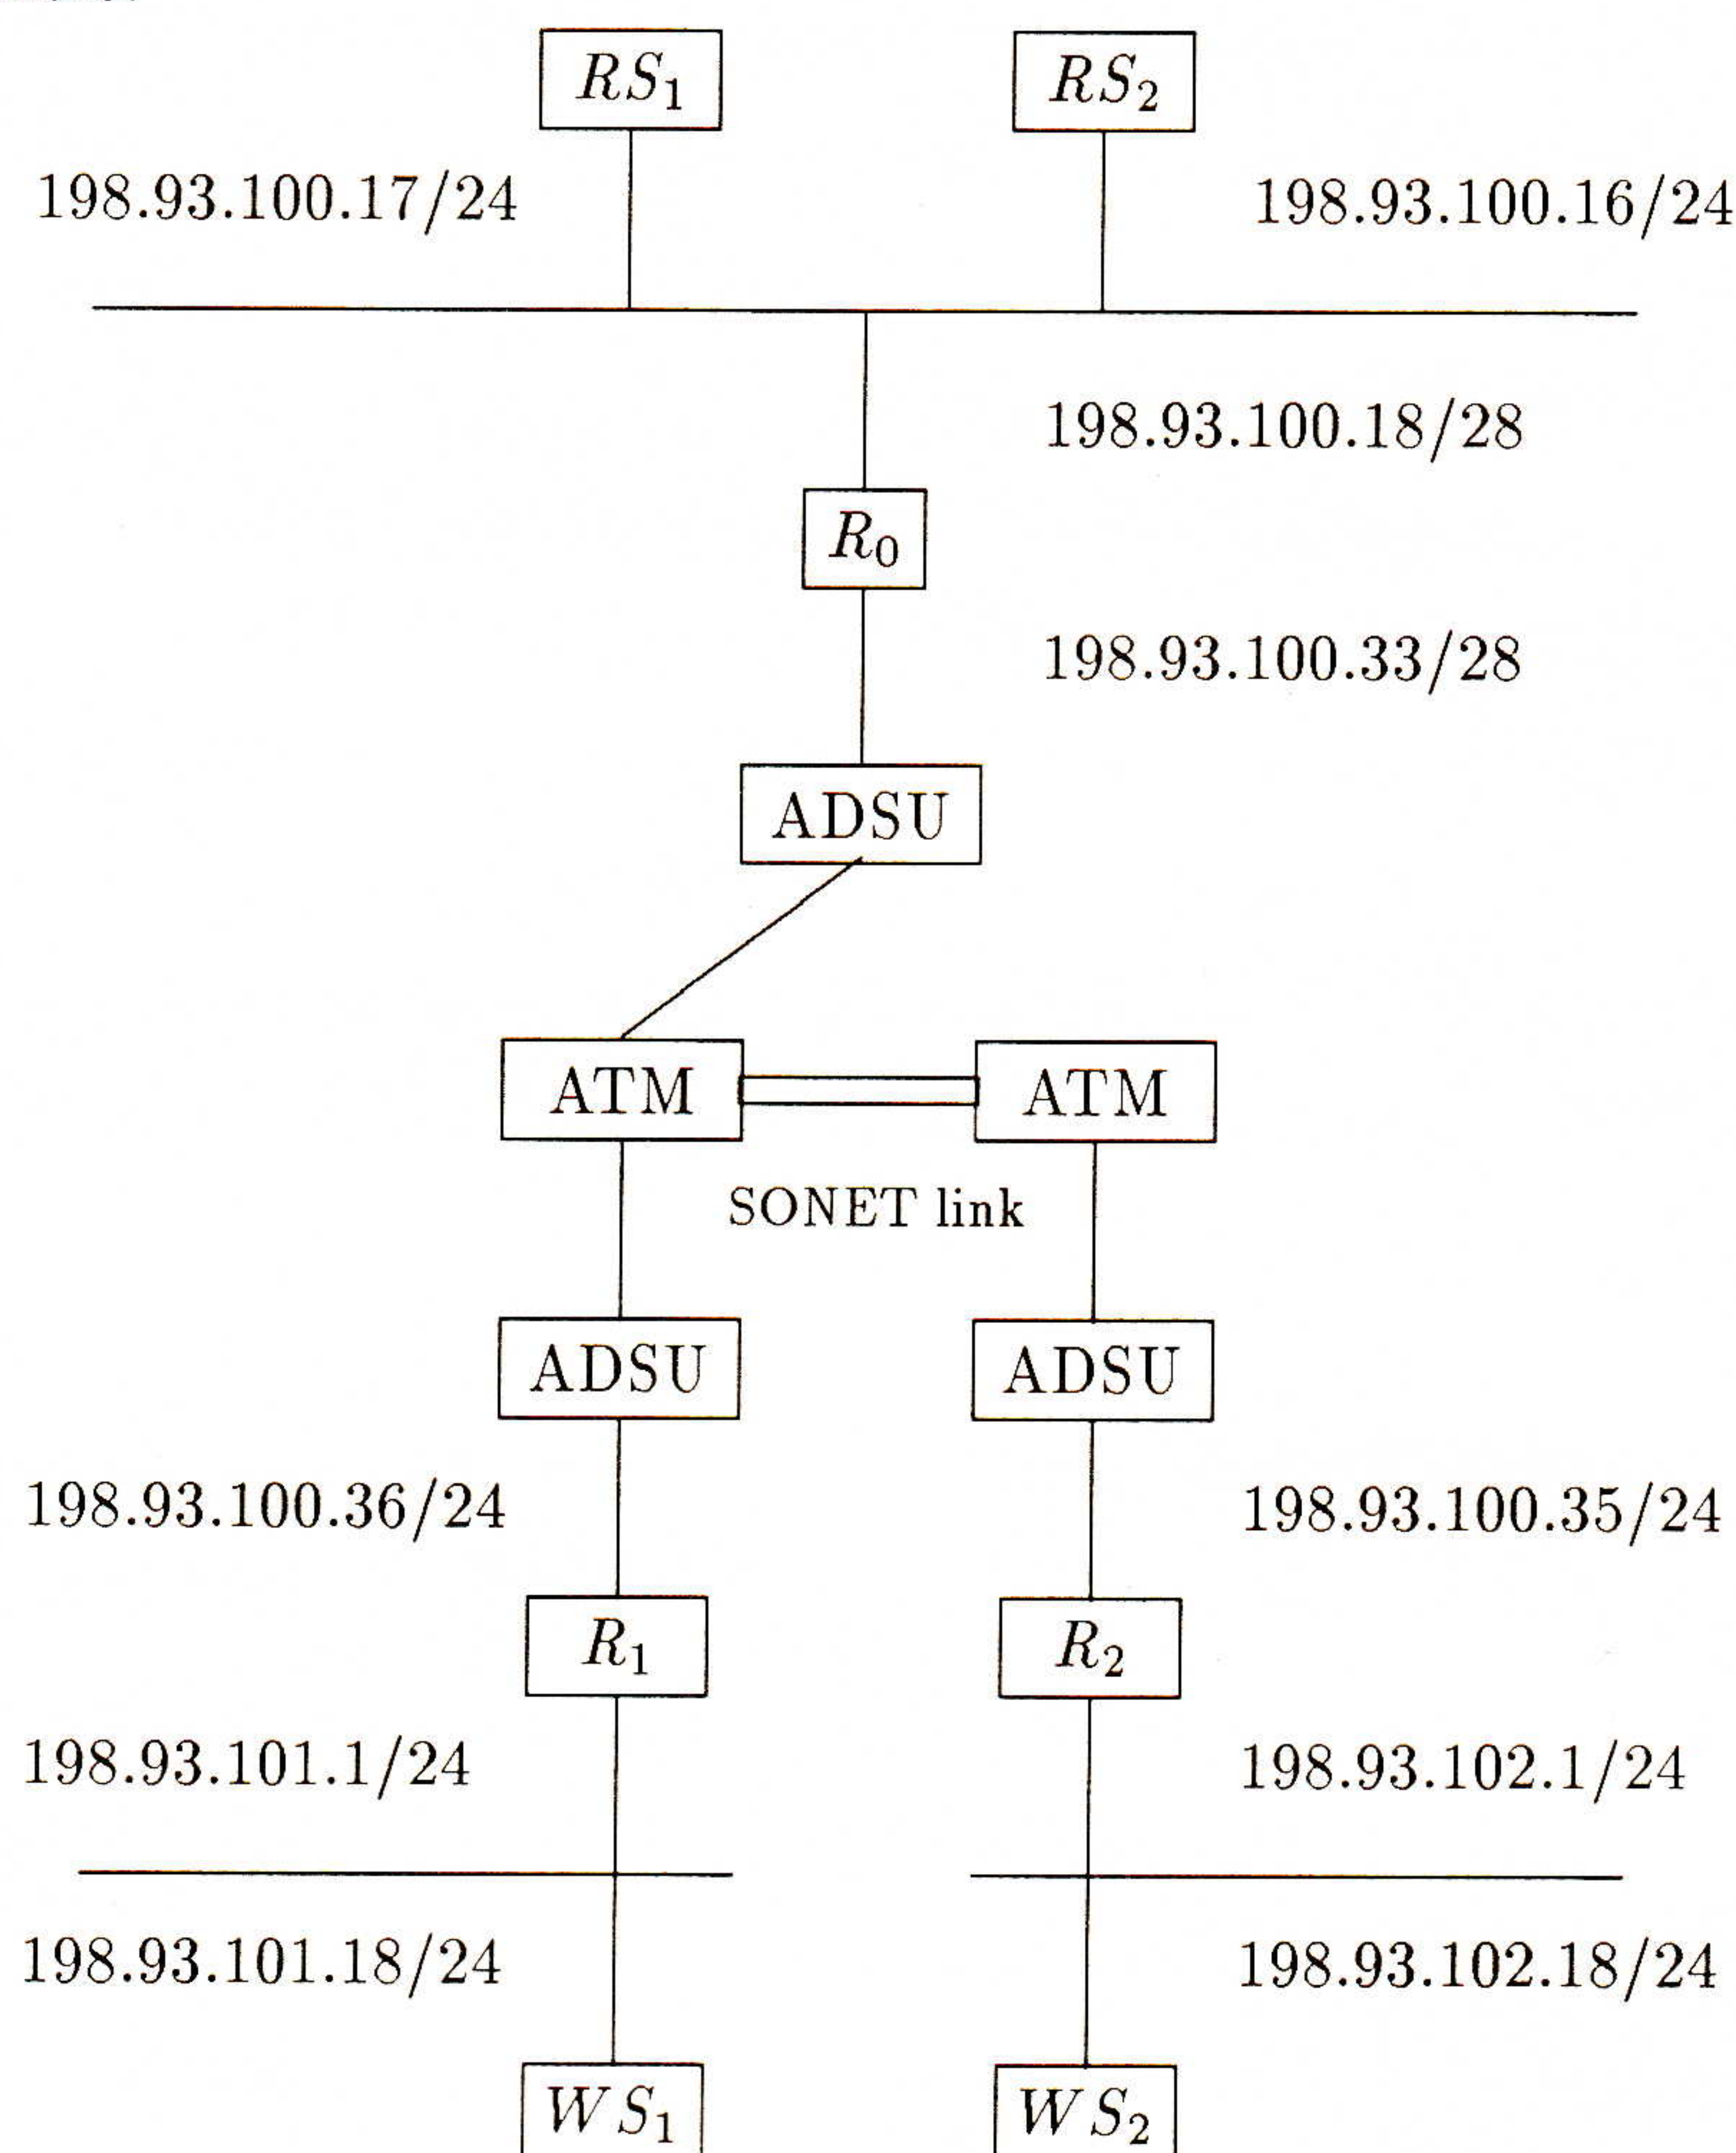 RS₁ RS₂
198.93.100.17/24 198.93.100.16/24
198.93.100.18/28
R₀
198.93.100.33/28
ADSU
ATM ATM
SONET link
ADSU ADSU
198.93.100.36/24 198.93.100.35/24
R₁ R₂
198.93.101.1/24 198.93.102.1/24
198.93.101.18/24 198.93.102.18/24
WS₁ WS₂